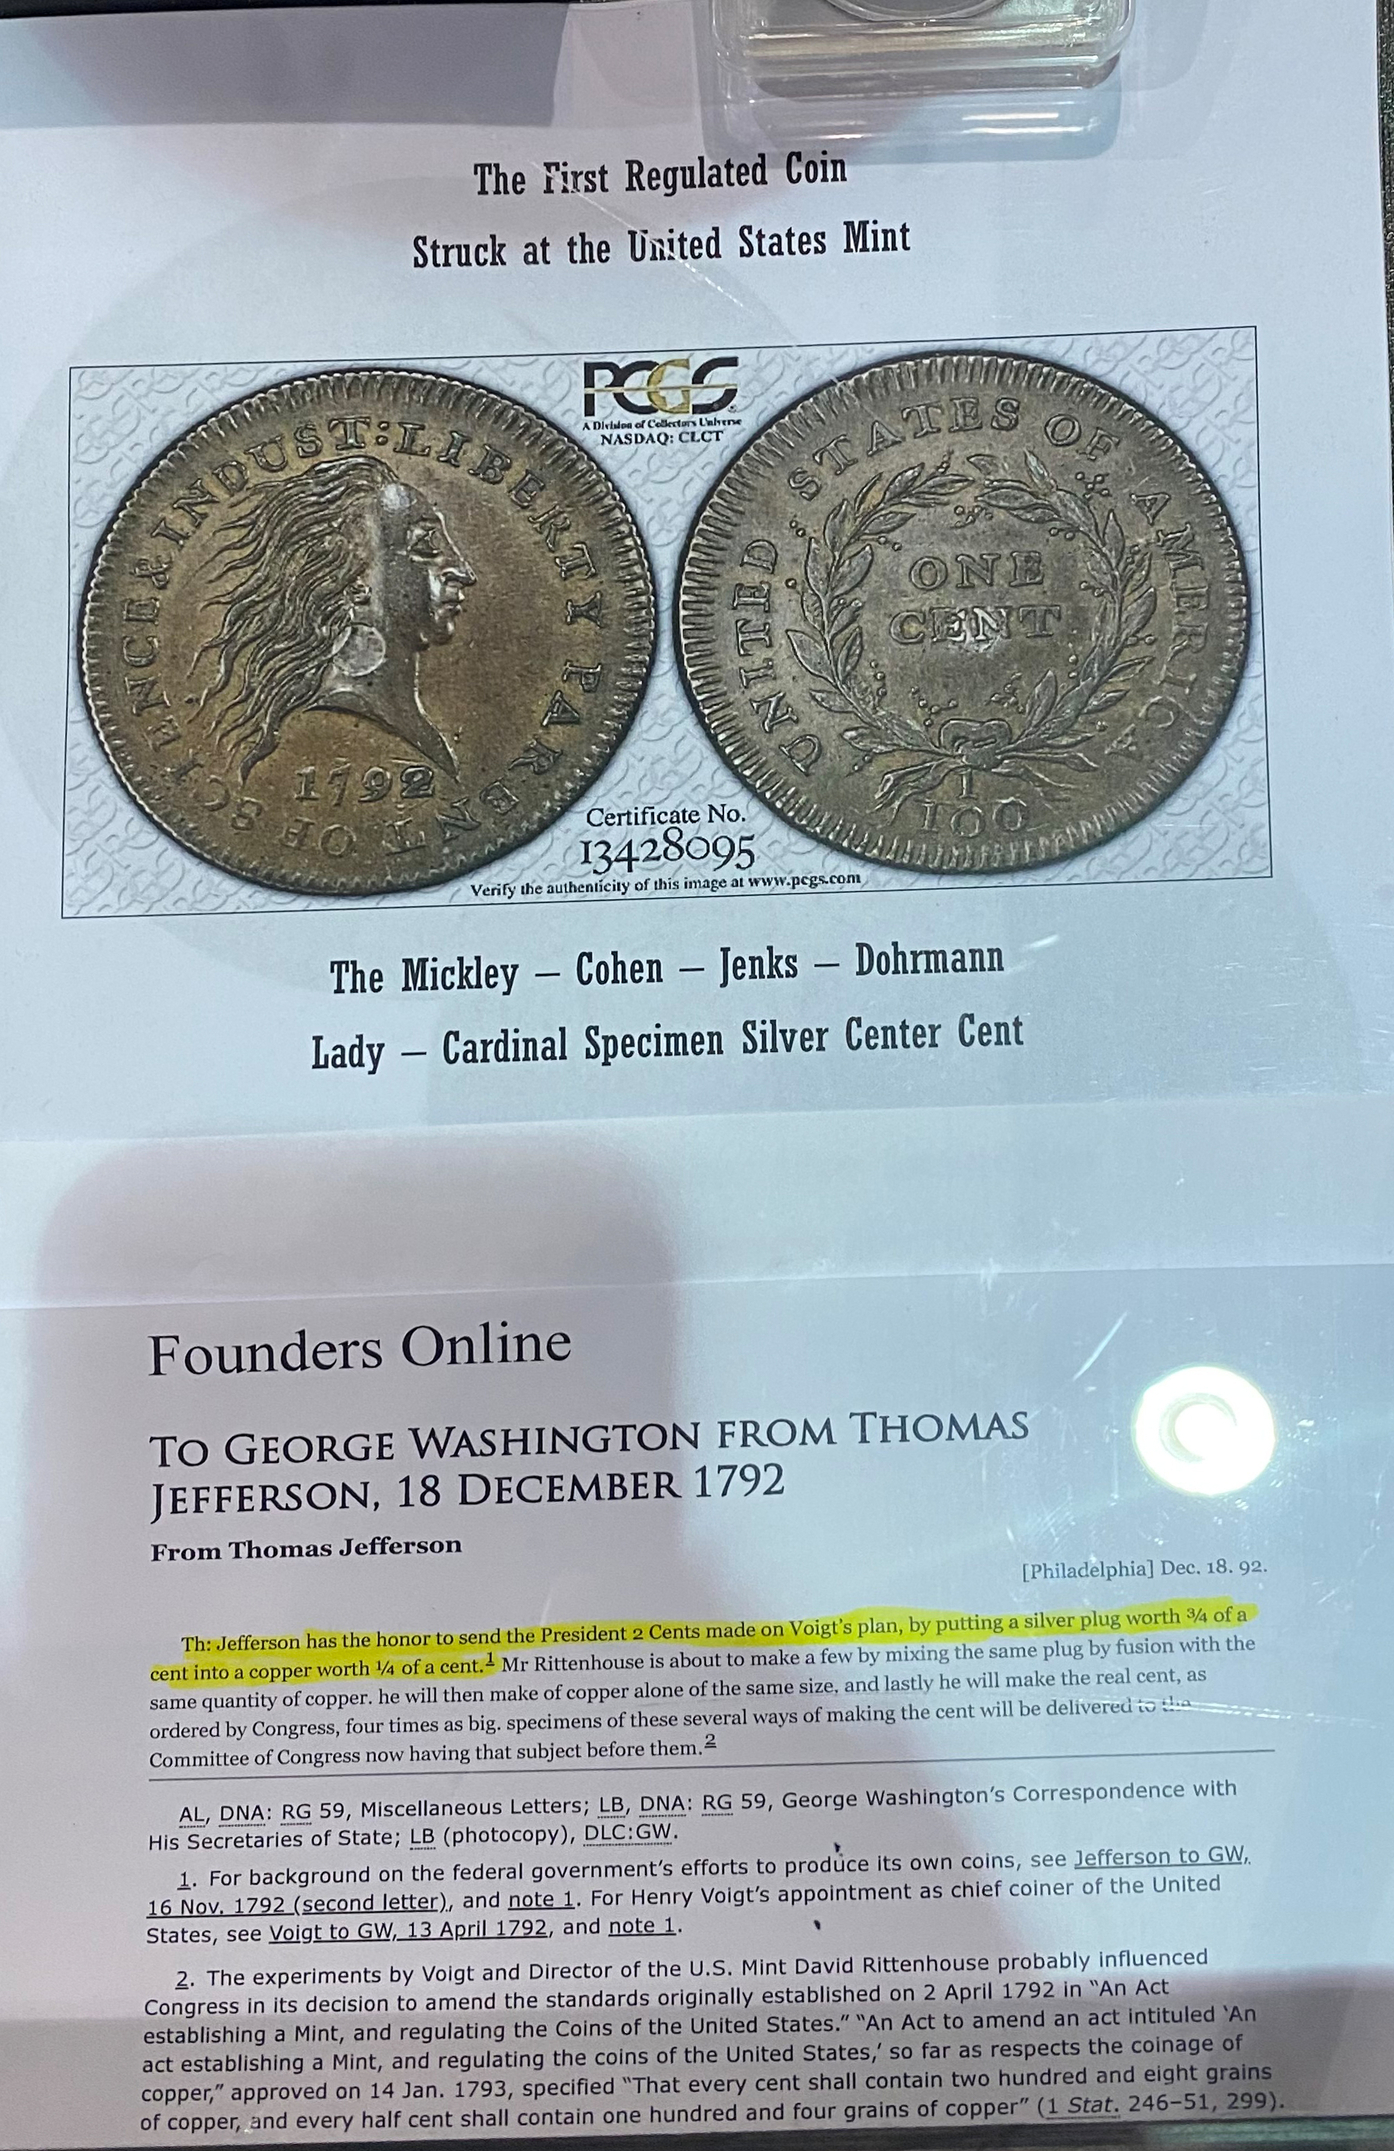 The First Regulated Coin
Struck at the United States Mint
PCGS
A Division of Collectors Universe
NASDAQ: CLCT
LIBERTY PARENT OF SCIENCE & INDUST:
1792
UNITED STATES OF AMERICA
ONE
CENT
1
100
Certificate No.
13428095
Verify the authenticity of this image at www.pcgs.com
The Mickley – Cohen – Jenks – Dohrmann
Lady – Cardinal Specimen Silver Center Cent
Founders Online
TO GEORGE WASHINGTON FROM THOMAS
JEFFERSON, 18 DECEMBER 1792
From Thomas Jefferson
[Philadelphia] Dec. 18. 92.
Th: Jefferson has the honor to send the President 2 Cents made on Voigt's plan, by putting a silver plug worth ¾ of a
cent into a copper worth ¼ of a cent.1 Mr Rittenhouse is about to make a few by mixing the same plug by fusion with the
same quantity of copper. he will then make of copper alone of the same size, and lastly he will make the real cent, as
ordered by Congress, four times as big. specimens of these several ways of making the cent will be delivered to the
Committee of Congress now having that subject before them.2
AL, DNA: RG 59, Miscellaneous Letters; LB, DNA: RG 59, George Washington's Correspondence with
His Secretaries of State; LB (photocopy), DLC:GW.
1. For background on the federal government's efforts to produce its own coins, see Jefferson to GW,
16 Nov. 1792 (second letter), and note 1. For Henry Voigt's appointment as chief coiner of the United
States, see Voigt to GW, 13 April 1792, and note 1.
2. The experiments by Voigt and Director of the U.S. Mint David Rittenhouse probably influenced
Congress in its decision to amend the standards originally established on 2 April 1792 in "An Act
establishing a Mint, and regulating the Coins of the United States." "An Act to amend an act intituled 'An
act establishing a Mint, and regulating the coins of the United States,' so far as respects the coinage of
copper," approved on 14 Jan. 1793, specified "That every cent shall contain two hundred and eight grains
of copper, and every half cent shall contain one hundred and four grains of copper" (1 Stat. 246–51, 299).